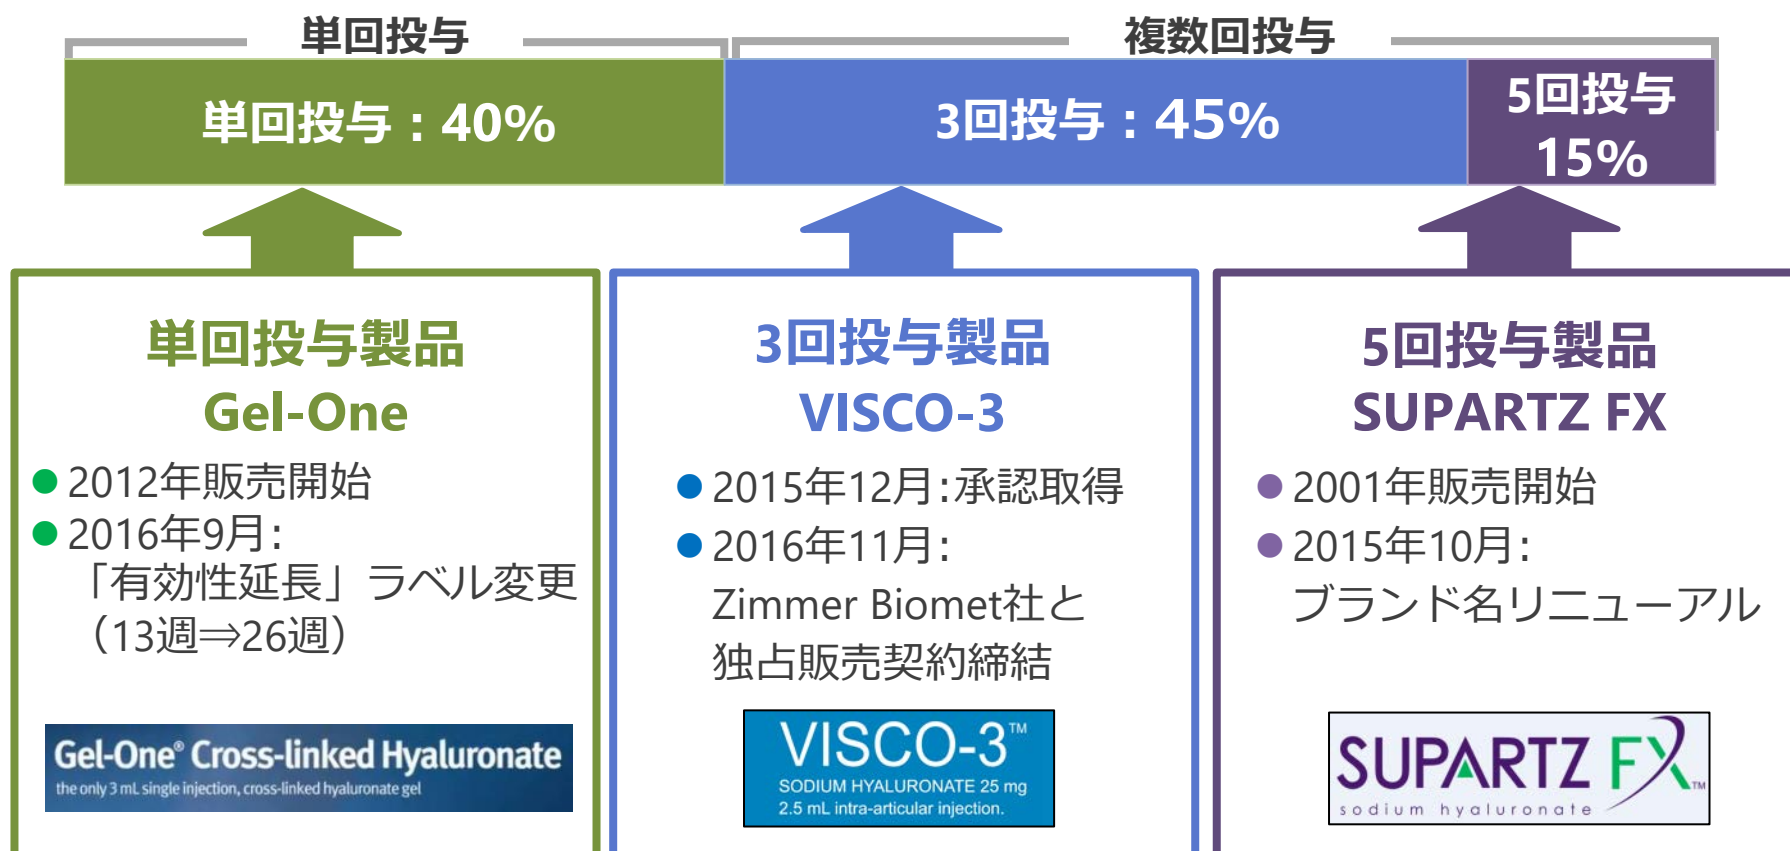 単回投与
複数回投与
単回投与：40%
3回投与：45%
5回投与
15%
単回投与製品
Gel-One
● 2012年販売開始
● 2016年9月：
「有効性延長」ラベル変更
（13週⇒26週）
Gel-One® Cross-linked Hyaluronate
the only 3 mL single injection, cross-linked hyaluronate gel
3回投与製品
VISCO-3
● 2015年12月：承認取得
● 2016年11月：
Zimmer Biomet社と
独占販売契約締結
VISCO-3™
SODIUM HYALURONATE 25 mg
2.5 mL intra-articular injection.
5回投与製品
SUPARTZ FX
● 2001年販売開始
● 2015年10月：
ブランド名リニューアル
SUPARTZ FX™
sodium hyaluronate